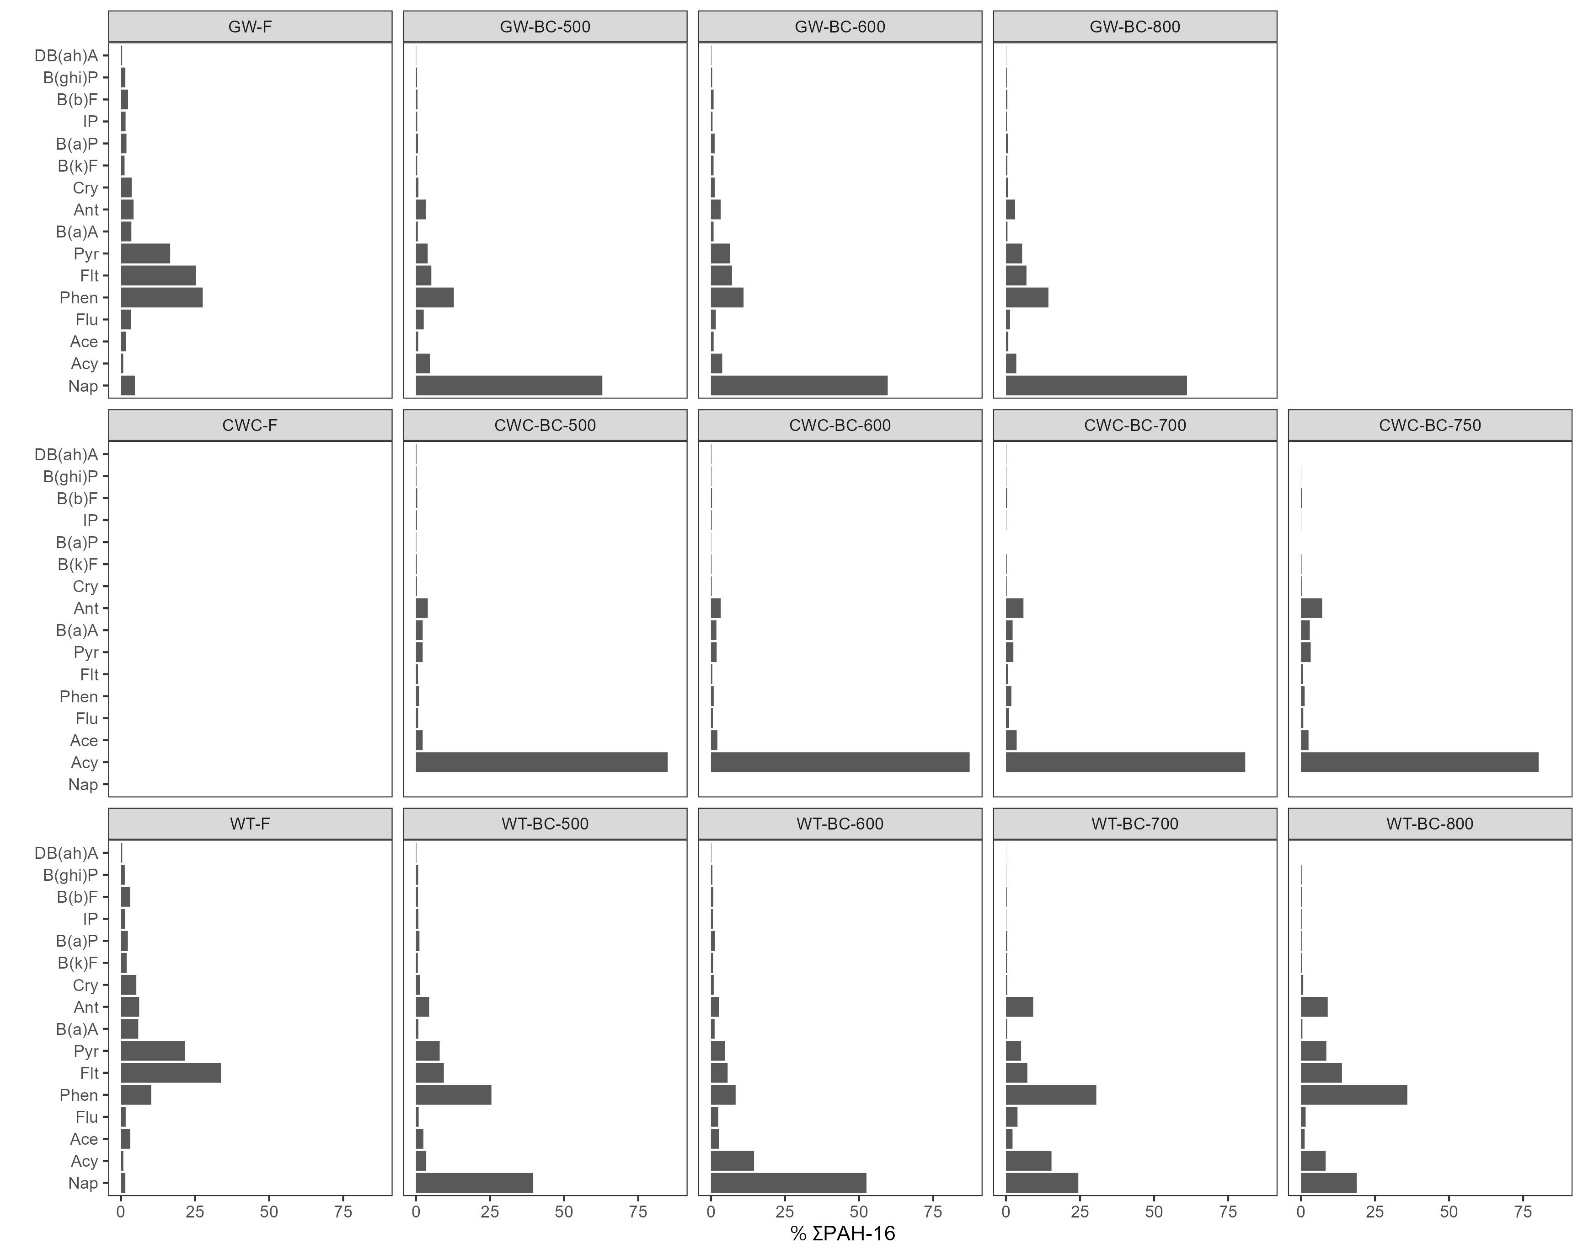 GW-F GW-BC-500 GW-BC-600 GW-BC-800
DB(ah)A
B(ghi)P
B(b)F
IP
B(a)P
B(k)F
Cry
Ant
B(a)A
Pyr
Flt
Phen
Flu
Ace
Acy
Nap
CWC-F CWC-BC-500 CWC-BC-600 CWC-BC-700 CWC-BC-750
DB(ah)A
B(ghi)P
B(b)F
IP
B(a)P
B(k)F
Cry
Ant
B(a)A
Pyr
Flt
Phen
Flu
Ace
Acy
Nap
WT-F WT-BC-500 WT-BC-600 WT-BC-700 WT-BC-800
DB(ah)A
B(ghi)P
B(b)F
IP
B(a)P
B(k)F
Cry
Ant
B(a)A
Pyr
Flt
Phen
Flu
Ace
Acy
Nap
0 25 50 75 0 25 50 75 0 25 50 75 0 25 50 75 0 25 50 75
% ΣPAH-16